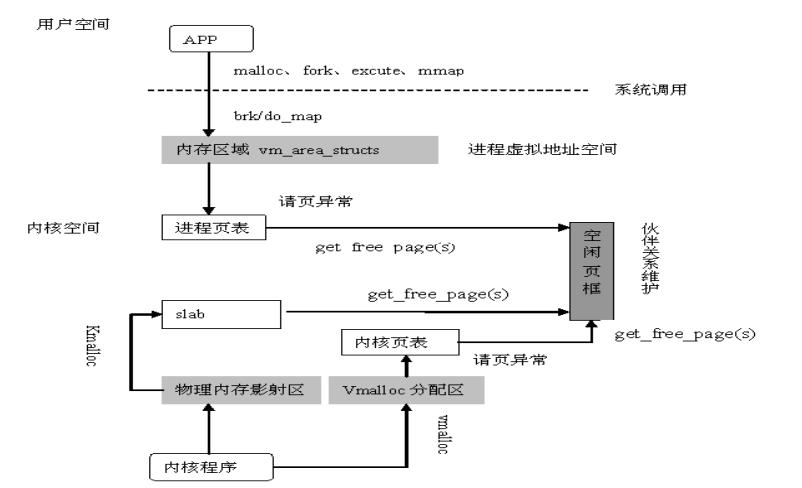 用户空间
APP
malloc、fork、excute、mmap
系统调用
brk/do_map
内存区域 vm_area_structs
进程虚拟地址空间
请页异常
内核空间
进程页表
get free page(s)
空闲页框
伙伴关系维护
get_free_page(s)
slab
get_free_page(s)
Kmalloc
内核页表
请页异常
物理内存影射区
Vmalloc 分配区
vmalloc
内核程序